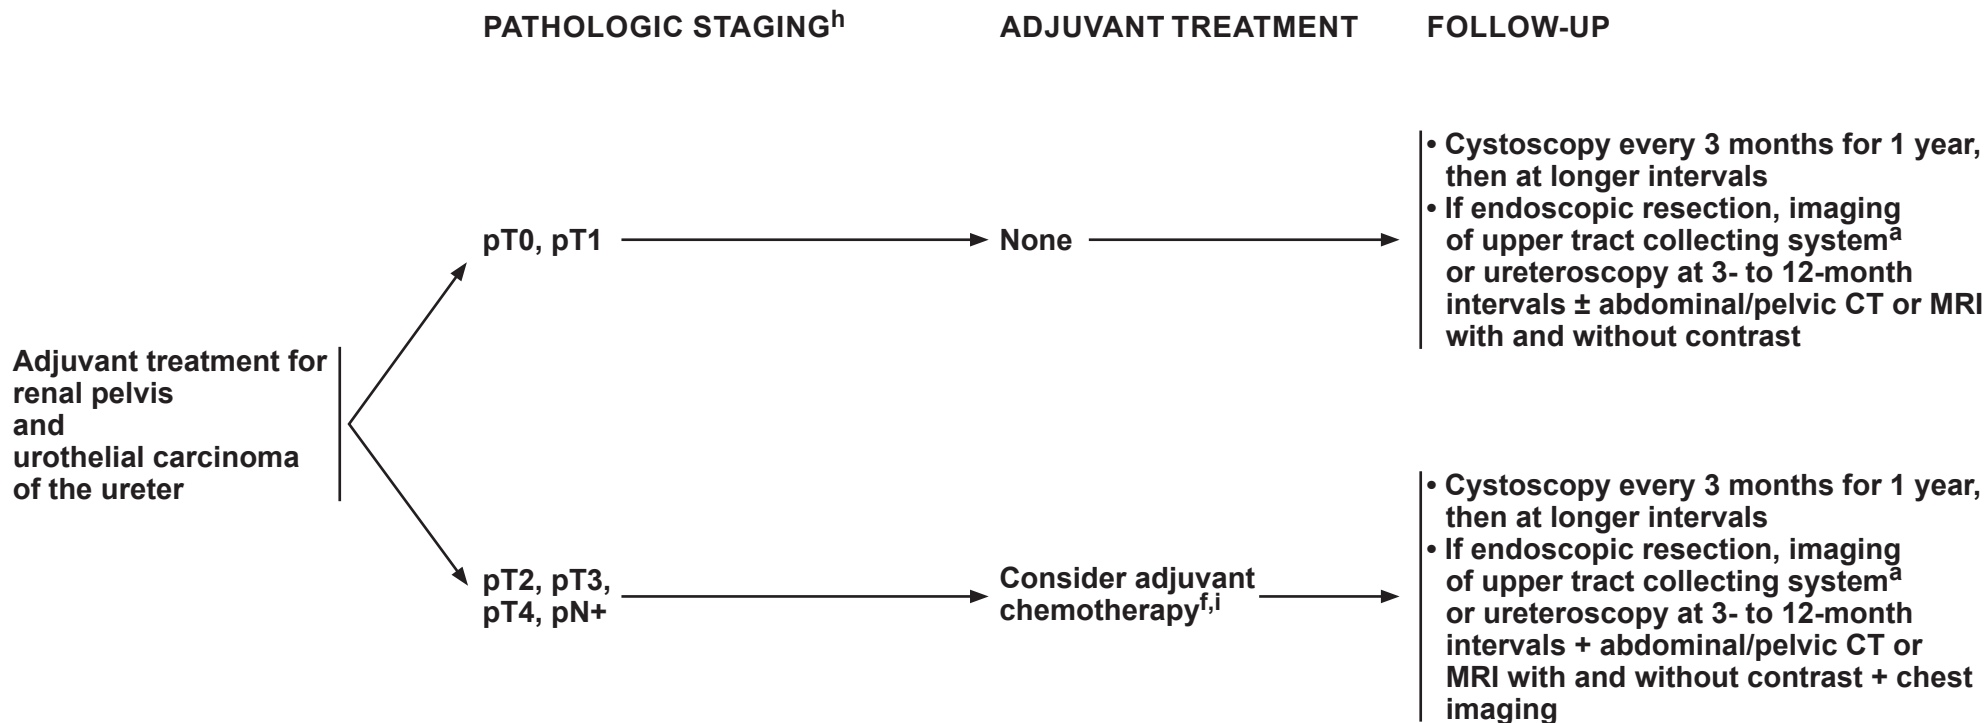 PATHOLOGIC STAGINGʰ
ADJUVANT TREATMENT
FOLLOW-UP
Adjuvant treatment for
renal pelvis
and
urothelial carcinoma
of the ureter
pT0, pT1
None
• Cystoscopy every 3 months for 1 year,
then at longer intervals
• If endoscopic resection, imaging
of upper tract collecting systemᵃ
or ureteroscopy at 3- to 12-month
intervals ± abdominal/pelvic CT or MRI
with and without contrast
pT2, pT3,
pT4, pN+
Consider adjuvant
chemotherapyᶠ,ⁱ
• Cystoscopy every 3 months for 1 year,
then at longer intervals
• If endoscopic resection, imaging
of upper tract collecting systemᵃ
or ureteroscopy at 3- to 12-month
intervals + abdominal/pelvic CT or
MRI with and without contrast + chest
imaging